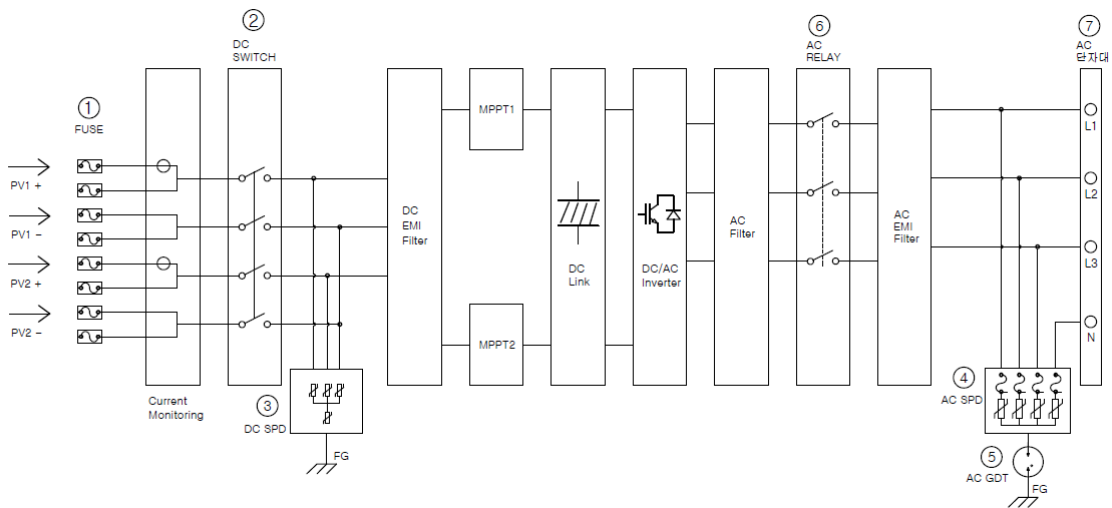 ①
FUSE
PV1 +
PV1 −
PV2 +
PV2 −
Current
Monitoring
②
DC
SWITCH
③
DC SPD
FG
DC
EMI
Filter
MPPT1
MPPT2
DC
Link
DC/AC
Inverter
AC
Filter
⑥
AC
RELAY
AC
EMI
Filter
④
AC SPD
⑤
AC GDT
FG
⑦
AC
단자대
L1
L2
L3
N